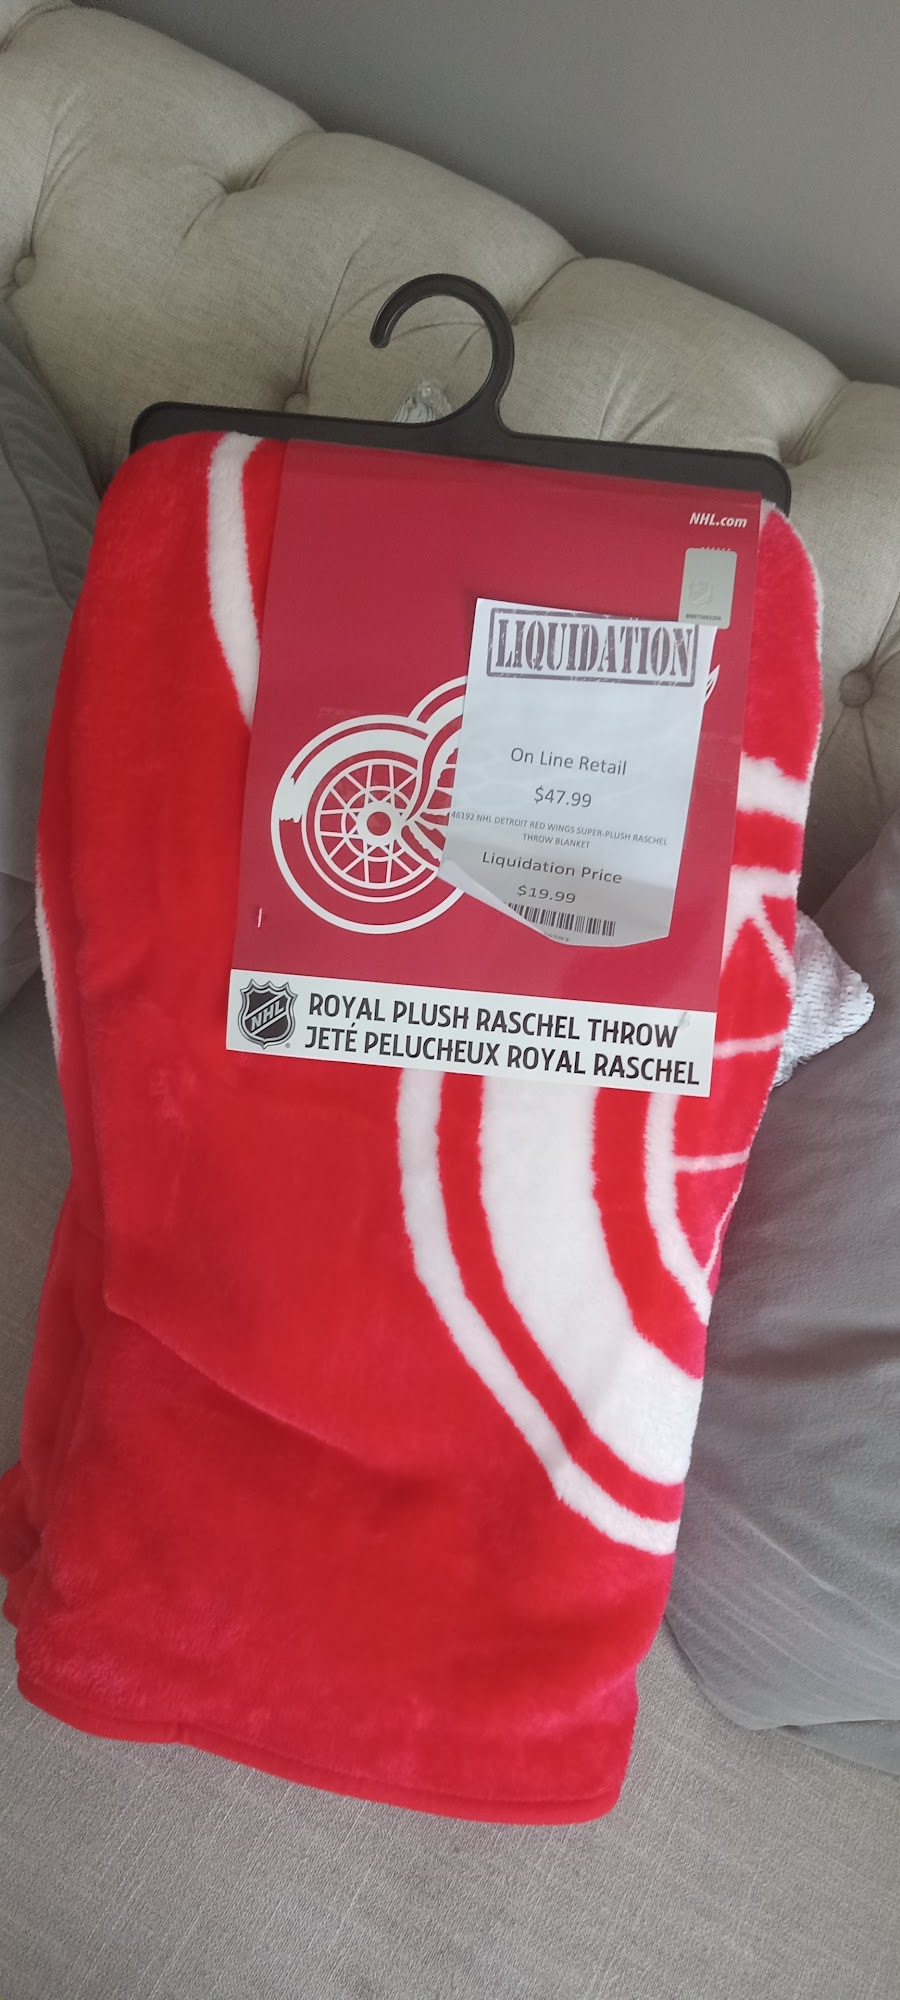 NHL.com
LIQUIDATION
On Line Retail
$47.99
46192 NHL DETROIT RED WINGS SUPER-PLUSH RASCHEL
THROW BLANKET
Liquidation Price
$19.99
NHL
ROYAL PLUSH RASCHEL THROW
JETÉ PELUCHEUX ROYAL RASCHEL